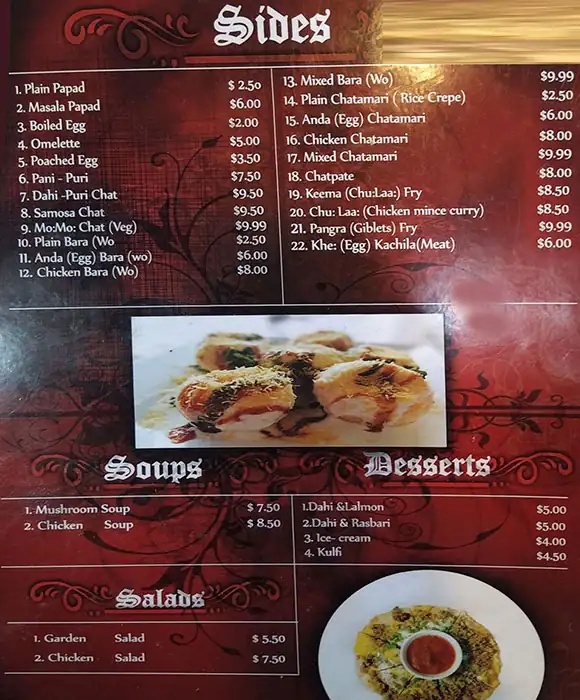 Sides
1. Plain Papad $ 2.50
2. Masala Papad $6.00
3. Boiled Egg $2.00
4. Omelette $5.00
5. Poached Egg $3.50
6. Pani - Puri $7.50
7. Dahi -Puri Chat $9.50
8. Samosa Chat $9.50
9. Mo:Mo: Chat (Veg) $9.99
10. Plain Bara (Wo $2.50
11. Anda (Egg) Bara (wo) $6.00
12. Chicken Bara (Wo) $8.00
13. Mixed Bara (Wo) $9.99
14. Plain Chatamari ( Rice Crepe) $2.50
15. Anda (Egg) Chatamari $6.00
16. Chicken Chatamari $8.00
17. Mixed Chatamari $9.99
18. Chatpate $8.00
19. Keema (Chu:Laa:) Fry $8.50
20. Chu: Laa: (Chicken mince curry) $8.50
21. Pangra (Giblets) Fry $9.99
22. Khe: (Egg) Kachila(Meat) $6.00
Soups
1. Mushroom Soup $ 7.50
2. Chicken Soup $ 8.50
Desserts
1.Dahi &Lalmon $5.00
2.Dahi & Rasbari $5.00
3. Ice- cream $4.00
4. Kulfi $4.50
Salads
1. Garden Salad $ 5.50
2. Chicken Salad $ 7.50